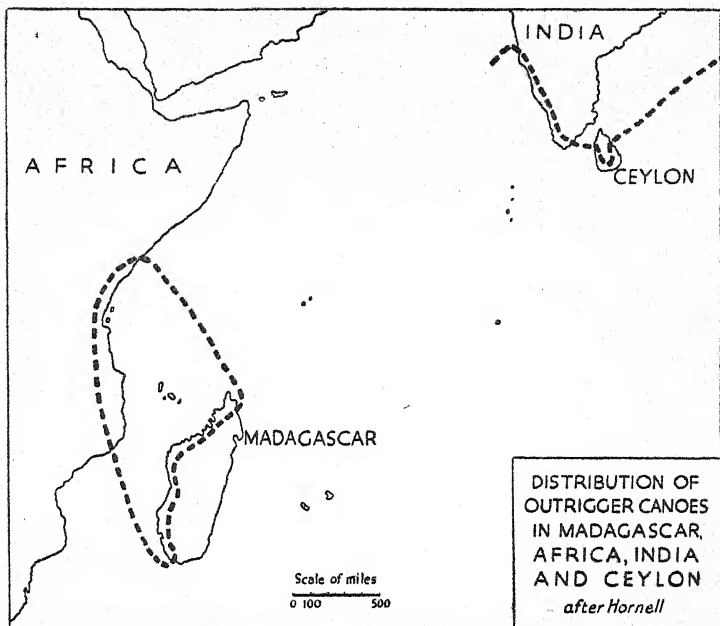 INDIA
AFRICA
CEYLON
MADAGASCAR
Scale of miles
0 100 500
DISTRIBUTION OF
OUTRIGGER CANOES
IN MADAGASCAR,
AFRICA, INDIA
AND CEYLON
after Hornell